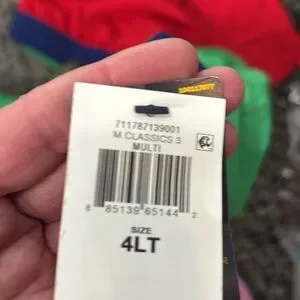 711787139001
M CLASSICS 3
MULTI
8 85139 65144 2
SIZE
4LT